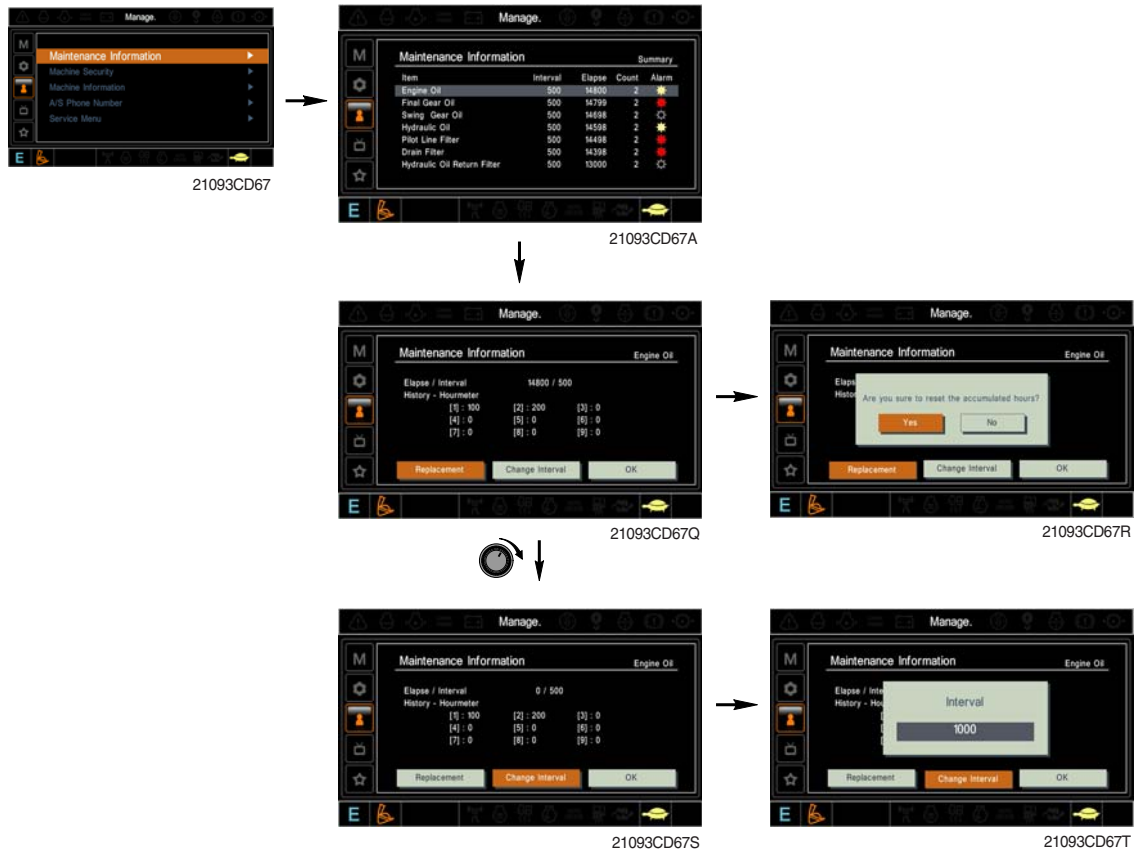 Manage.
M
Maintenance Information
Machine Security
Machine Information
A/S Phone Number
Service Menu
E
21093CD67
Manage.
M
Maintenance Information Summary
Item Interval Elapse Count Alarm
Engine Oil 500 14800 2
Final Gear Oil 500 14799 2
Swing Gear Oil 500 14698 2
Hydraulic Oil 500 14598 2
Pilot Line Filter 500 14498 2
Drain Filter 500 14398 2
Hydraulic Oil Return Filter 500 13000 2
E
21093CD67A
Manage.
M
Maintenance Information Engine Oil
Elapse / Interval 14800 / 500
History - Hourmeter
[1] : 100 [2] : 200 [3] : 0
[4] : 0 [5] : 0 [6] : 0
[7] : 0 [8] : 0 [9] : 0
Replacement Change Interval OK
E
21093CD67Q
Manage.
M
Maintenance Information Engine Oil
Elaps
Histor
Are you sure to reset the accumulated hours?
Yes No
Replacement Change Interval OK
E
21093CD67R
Manage.
M
Maintenance Information Engine Oil
Elapse / Interval 0 / 500
History - Hourmeter
[1] : 100 [2] : 200 [3] : 0
[4] : 0 [5] : 0 [6] : 0
[7] : 0 [8] : 0 [9] : 0
Replacement Change Interval OK
E
21093CD67S
Manage.
M
Maintenance Information Engine Oil
Elapse / Inte
History - Hou
Interval
1000
Replacement Change Interval OK
E
21093CD67T